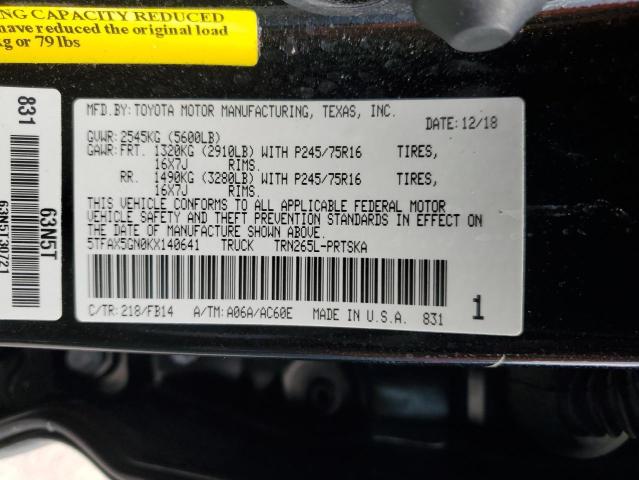 NG CAPACITY REDUCED
have reduced the original load
kg or 79 lbs
831
63N5T
63N5T30721
MFD.BY: TOYOTA MOTOR MANUFACTURING, TEXAS, INC.
DATE: 12/18
GVWR: 2545KG (5600LB)
GAWR: FRT. 1320KG (2910LB) WITH P245/75R16 TIRES,
16X7J RIMS.
RR. 1490KG (3280LB) WITH P245/75R16 TIRES,
16X7J RIMS.
THIS VEHICLE CONFORMS TO ALL APPLICABLE FEDERAL MOTOR
VEHICLE SAFETY AND THEFT PREVENTION STANDARDS IN EFFECT ON
THE DATE OF MANUFACTURE SHOWN ABOVE.
5TFAX5GN0KX140641 TRUCK TRN265L-PRTSKA
C/TR: 218/FB14 A/TM: A06A/AC60E MADE IN U.S.A. 831
1